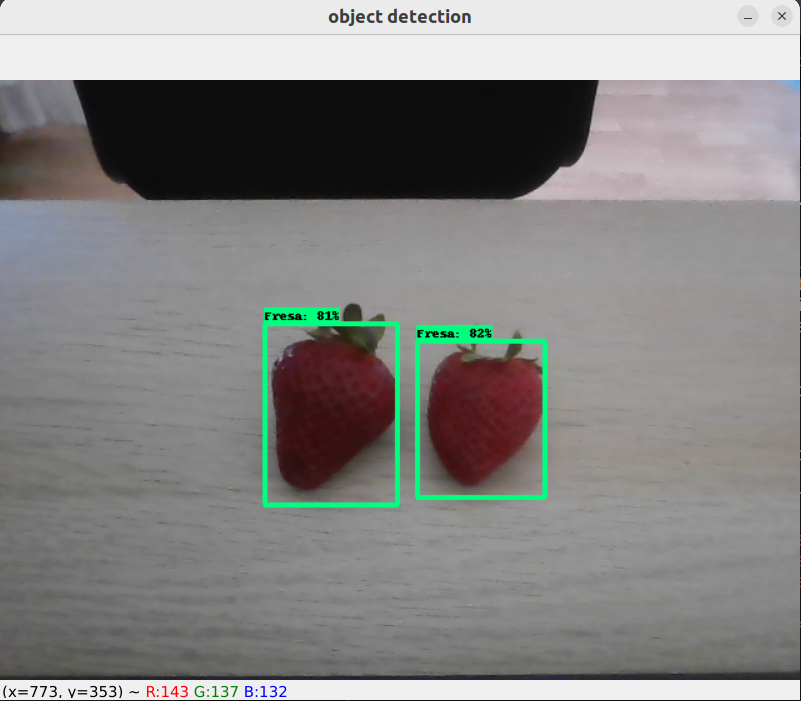 object detection
Fresa: 81%
Fresa: 82%
(x=773, y=353) ~ R:143 G:137 B:132